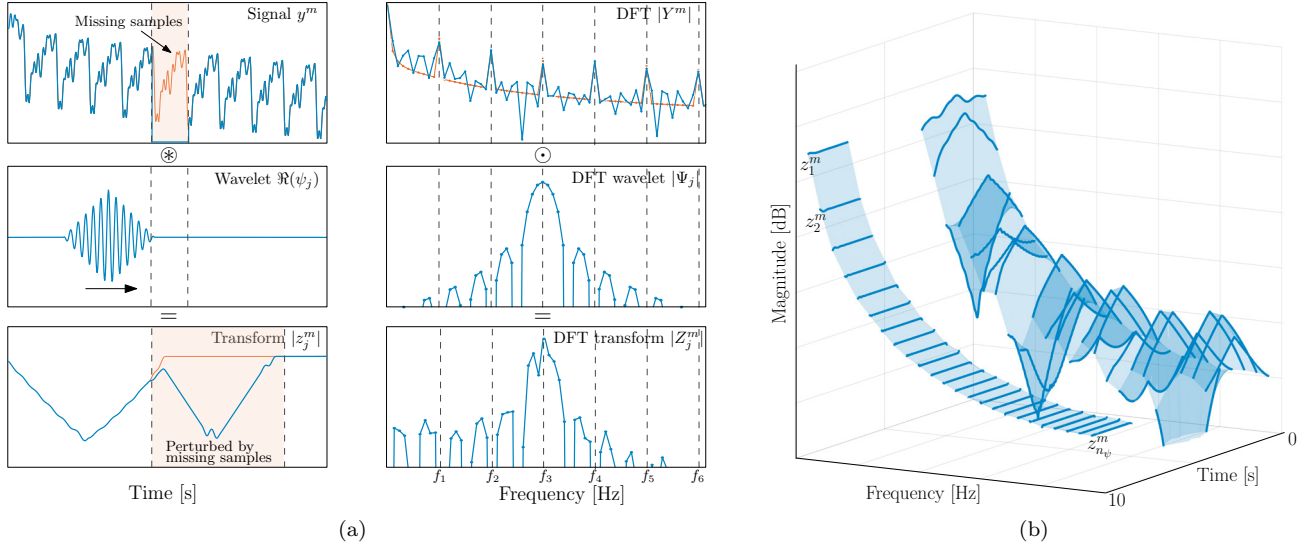 Signal y^m
Missing samples
DFT |Y^m|
⊛
⊙
Wavelet ℜ(ψ_j)
DFT wavelet |Ψ_j|
=
=
Transform |z_j^m|
DFT transform |Z_j^m|
Perturbed by
missing samples
f_1 f_2 f_3 f_4 f_5 f_6
Time [s]
Frequency [Hz]
(a)
Magnitude [dB]
z_1^m
z_2^m
z_{n_ψ}^m
0
Time [s]
10
Frequency [Hz]
(b)